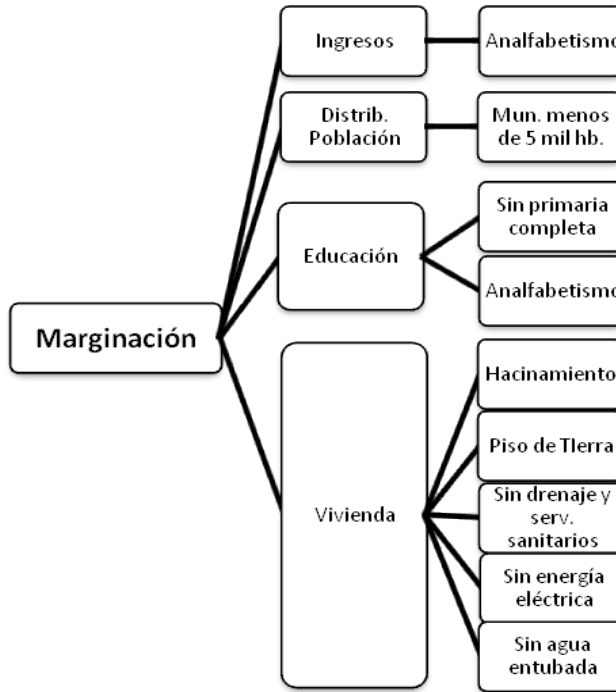 Marginación
Ingresos
Analfabetismo
Distrib.
Población
Mun. menos
de 5 mil hb.
Educación
Sin primaria
completa
Analfabetismo
Vivienda
Hacinamiento
Piso de TIerra
Sin drenaje y
serv.
sanitarios
Sin energía
eléctrica
Sin agua
entubada